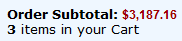 Order Subtotal: $3,187.16
3 items in your Cart